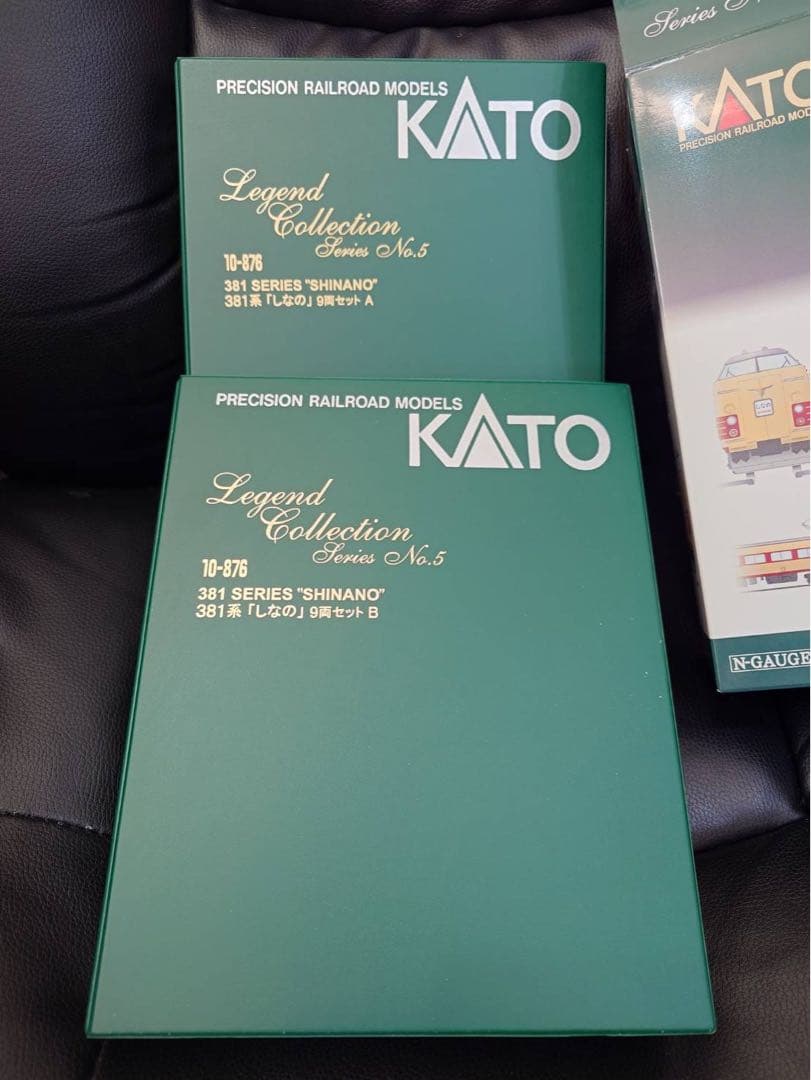 PRECISION RAILROAD MODELS
KATO
Legend
Collection
Series No.5
10-876
381 SERIES "SHINANO"
381系「しなの」9両セット A
PRECISION RAILROAD MODELS
KATO
Legend
Collection
Series No.5
10-876
381 SERIES "SHINANO"
381系「しなの」9両セット B
Series
KATO
PRECISION RAILROAD
N-GAUGE